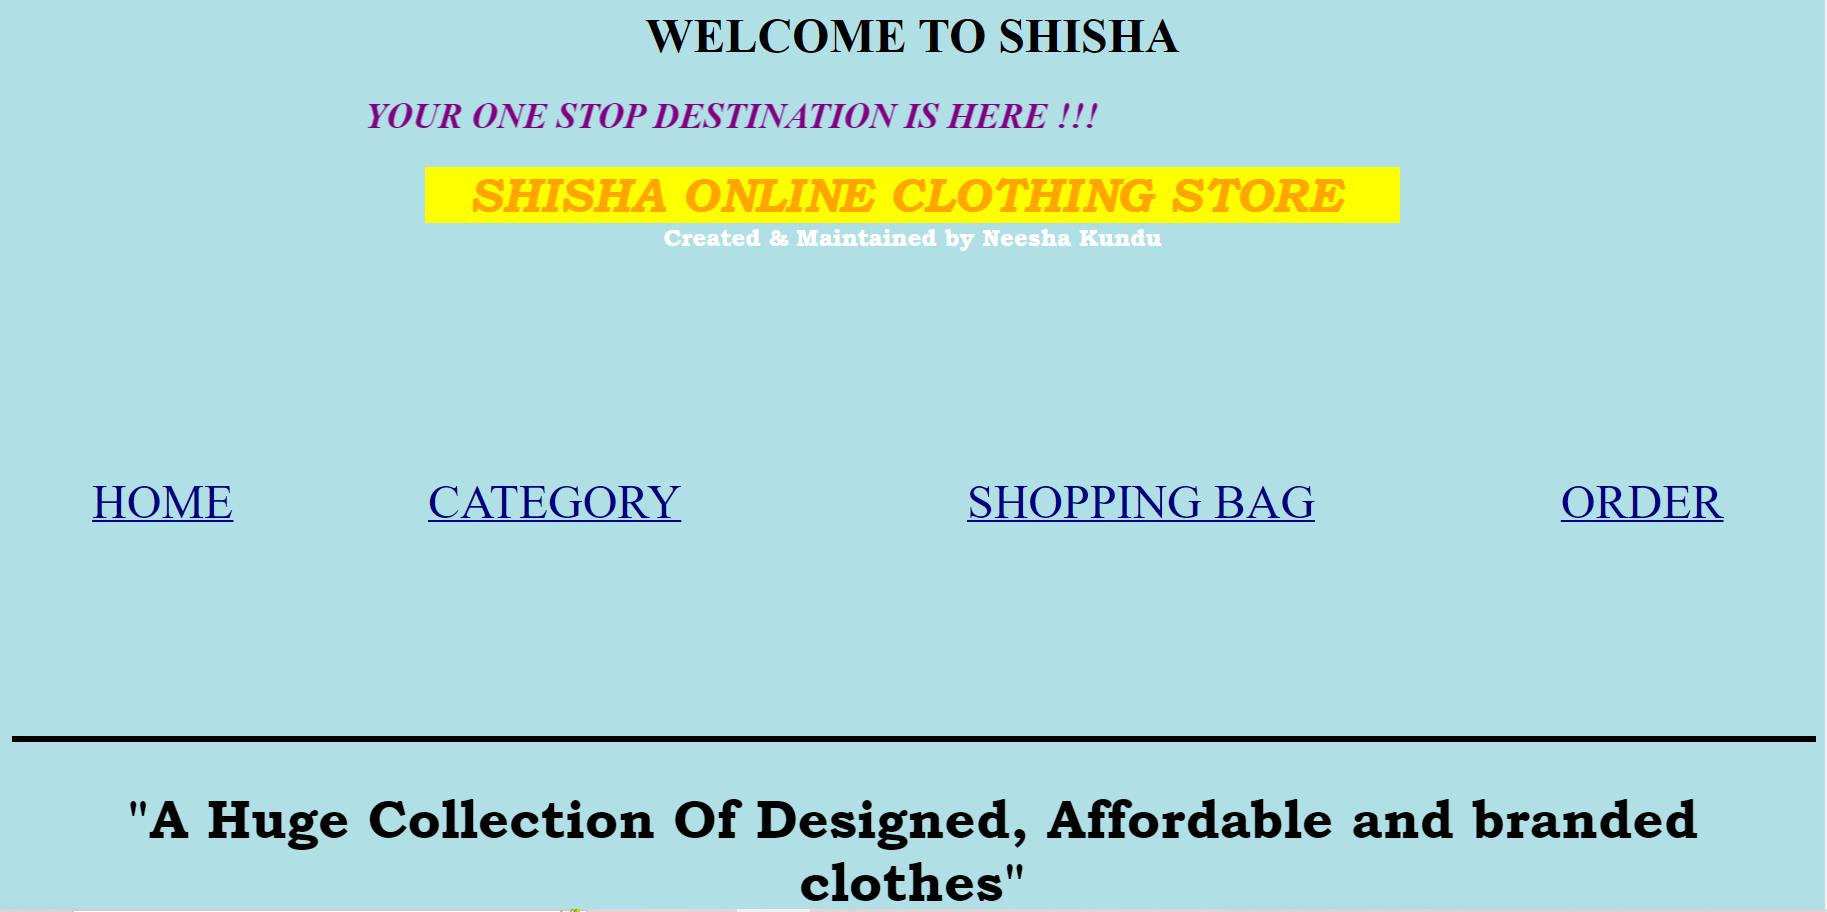 WELCOME TO SHISHA
YOUR ONE STOP DESTINATION IS HERE !!!
SHISHA ONLINE CLOTHING STORE
Created & Maintained by Neesha Kundu
HOME CATEGORY SHOPPING BAG ORDER
"A Huge Collection Of Designed, Affordable and branded
clothes"